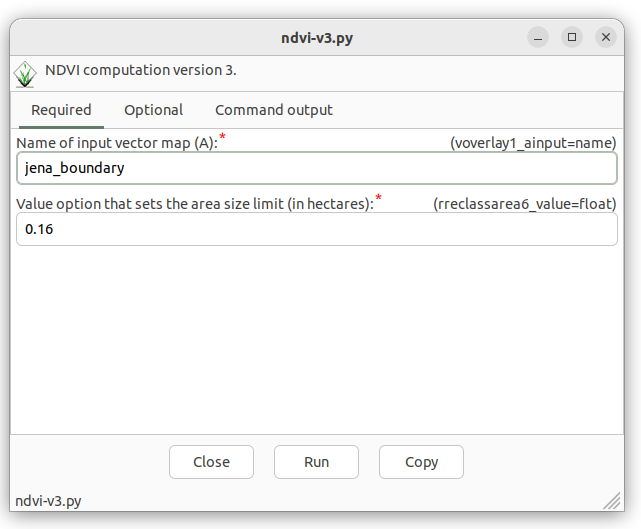 ndvi-v3.py
NDVI computation version 3.
Required Optional Command output
Name of input vector map (A):* (voverlay1_ainput=name)
jena_boundary
Value option that sets the area size limit (in hectares):* (rreclassarea6_value=float)
0.16
Close Run Copy
ndvi-v3.py